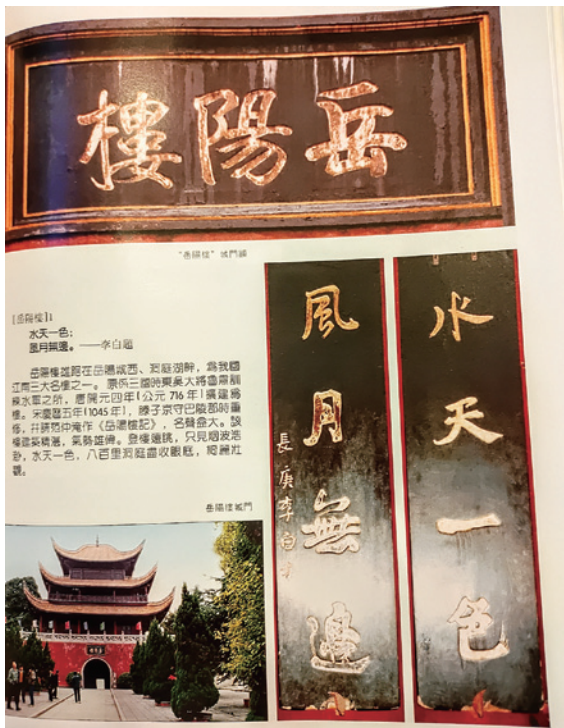 樓陽岳
“岳陽樓”城門額
[岳陽樓]1
水天一色;
風月無邊。——李白題
岳陽樓雄踞在岳陽城西、洞庭湖畔,為我國
江南三大名樓之一。原係三國時東吳大將魯肅訓
練水軍之所,唐開元四年(公元716年)擴建為
樓。宋慶曆五年(1045年),滕子京守巴陵郡時重
修,并請范仲淹作《岳陽樓記》,名聲益大。該
樓建築精湛,氣勢雄偉。登樓遠眺,只見烟波浩
渺,水天一色,八百里洞庭盡收眼底,綺麗壯
觀。
岳陽樓城門
水天一色
風月無邊
長庚李白書